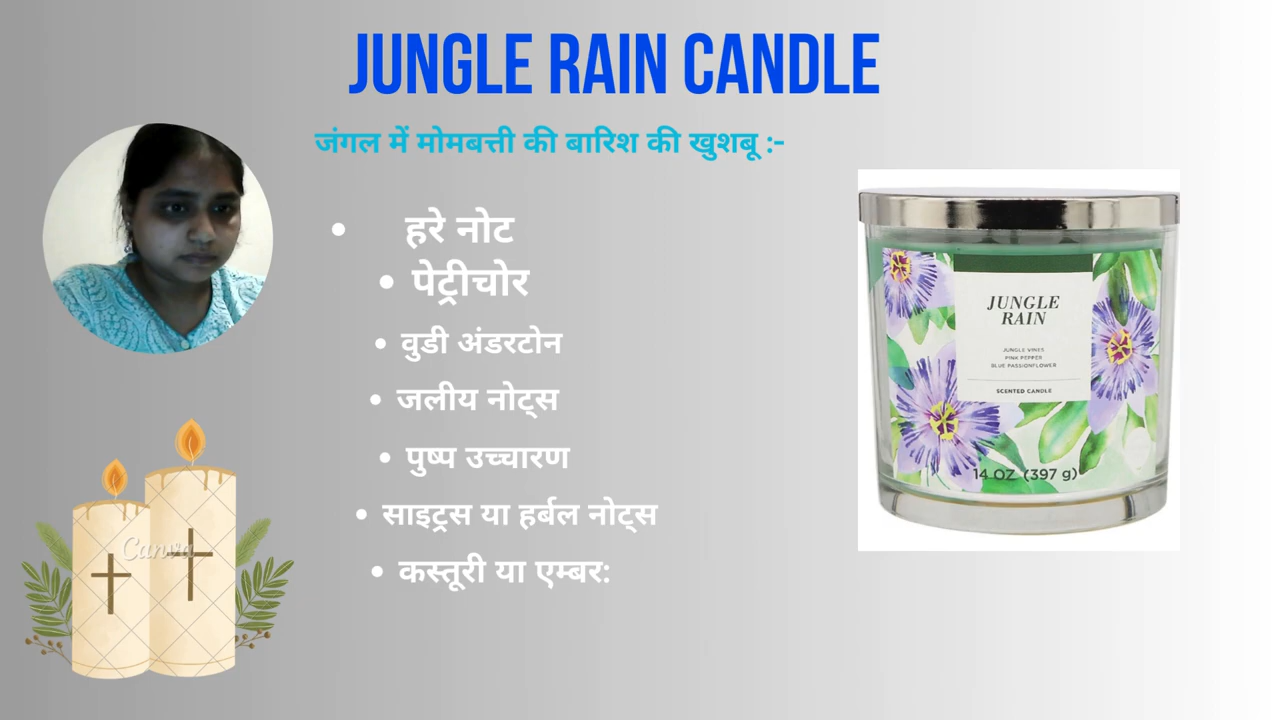 JUNGLE RAIN CANDLE
जंगल में मोमबत्ती की बारिश की खुशबू :-
• हरे नोट
• पेट्रीचोर
• वुडी अंडरटोन
• जलीय नोट्स
• पुष्प उच्चारण
• साइट्रस या हर्बल नोट्स
• कस्तूरी या एम्बर:
JUNGLE
RAIN
JUNGLE VINES
PINK PEPPER
BLUE PASSIONFLOWER
SCENTED CANDLE
14 OZ (397 g)
Canva